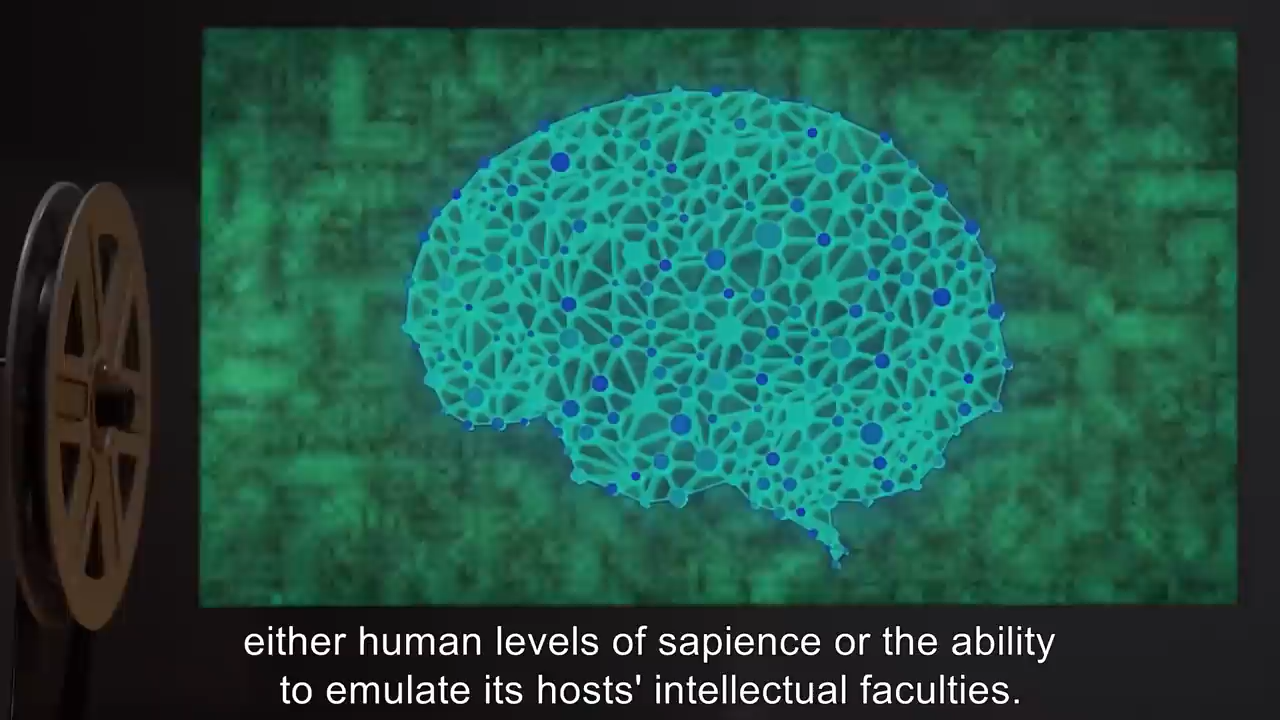 either human levels of sapience or the ability
to emulate its hosts' intellectual faculties.